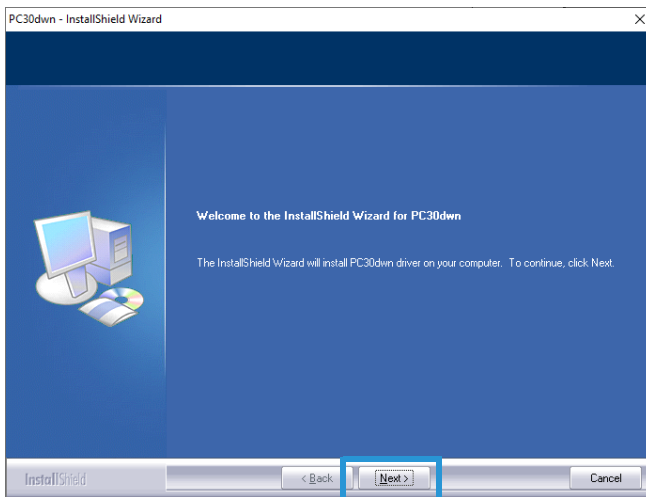 PC30dwn - InstallShield Wizard
Welcome to the InstallShield Wizard for PC30dwn
The InstallShield Wizard will install PC30dwn driver on your computer. To continue, click Next.
InstallShield
< Back
Next >
Cancel